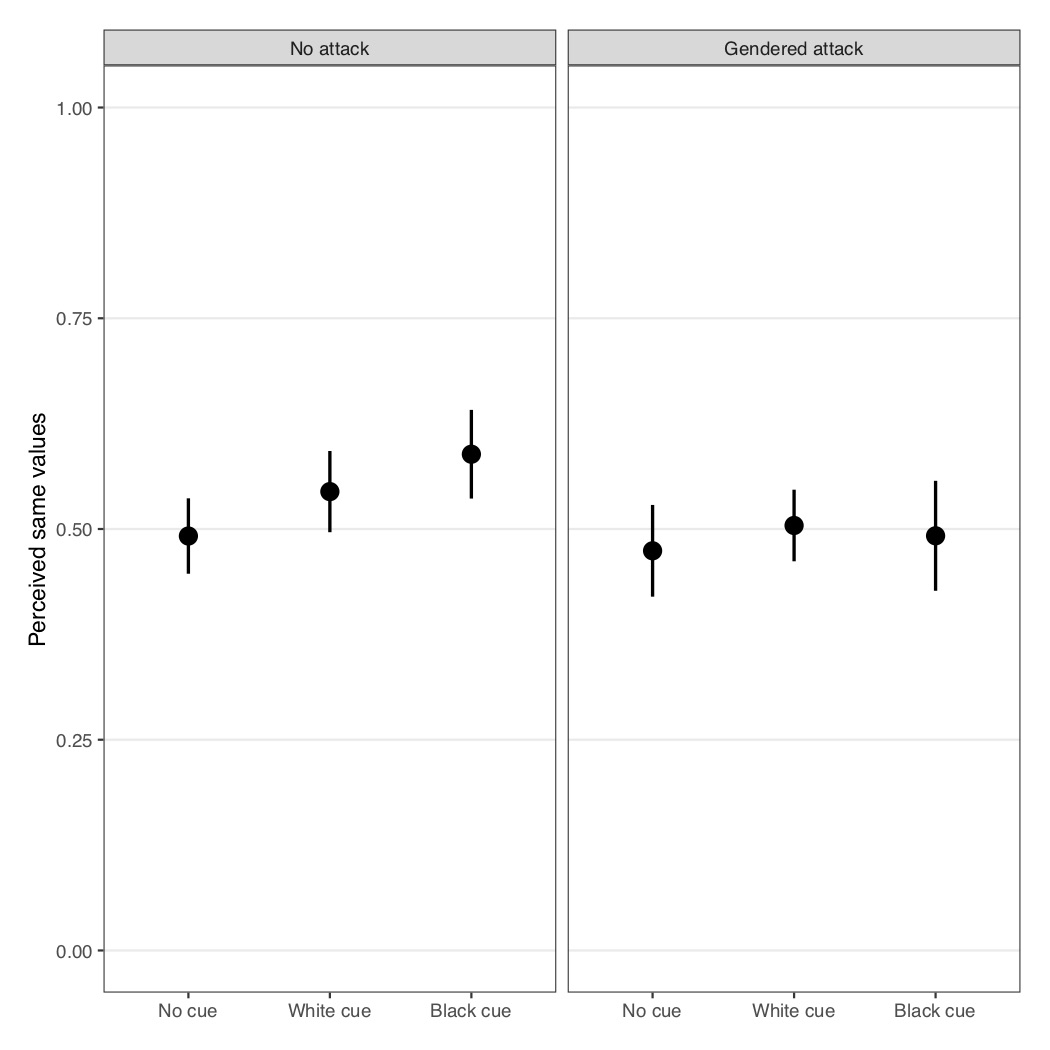 No attack
Gendered attack
Perceived same values
1.00
0.75
0.50
0.25
0.00
No cue White cue Black cue
No cue White cue Black cue